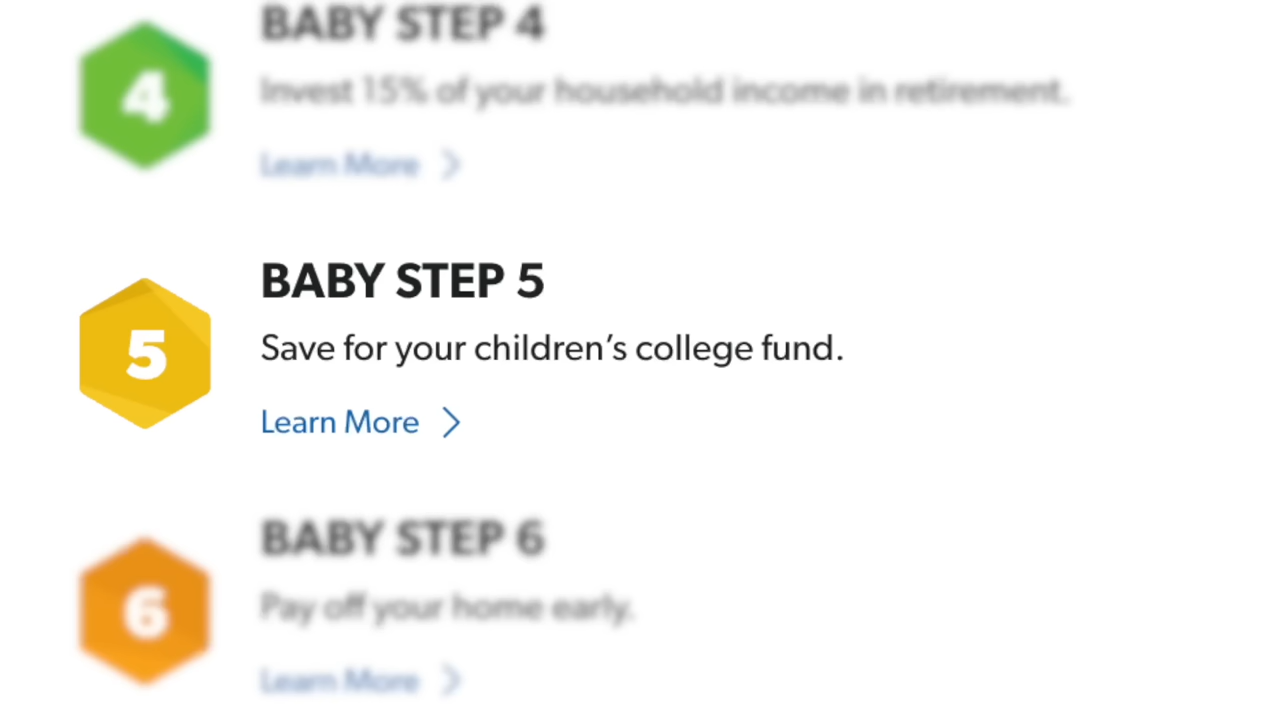 BABY STEP 4
4
Invest 15% of your household income in retirement.
Learn More
BABY STEP 5
5
Save for your children’s college fund.
Learn More
BABY STEP 6
6
Pay off your home early.
Learn More